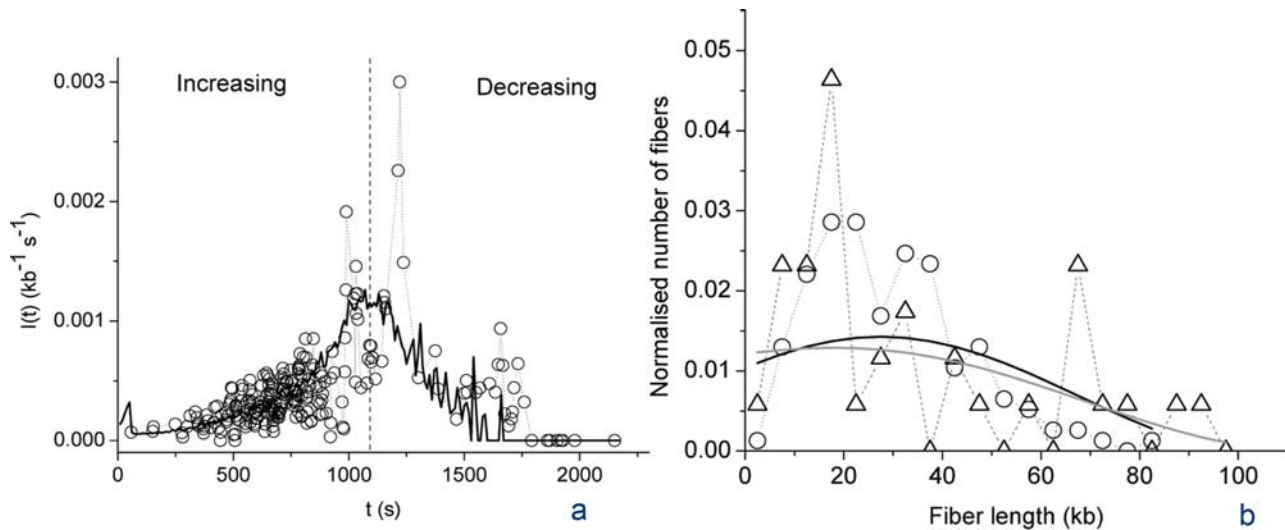 Increasing
Decreasing
0.003
0.002
0.001
0.000
I(t) (kb⁻¹ s⁻¹)
0
500
1000
1500
2000
t (s)
a
0.05
0.04
0.03
0.02
0.01
0.00
Normalised number of fibers
0
20
40
60
80
100
Fiber length (kb)
b